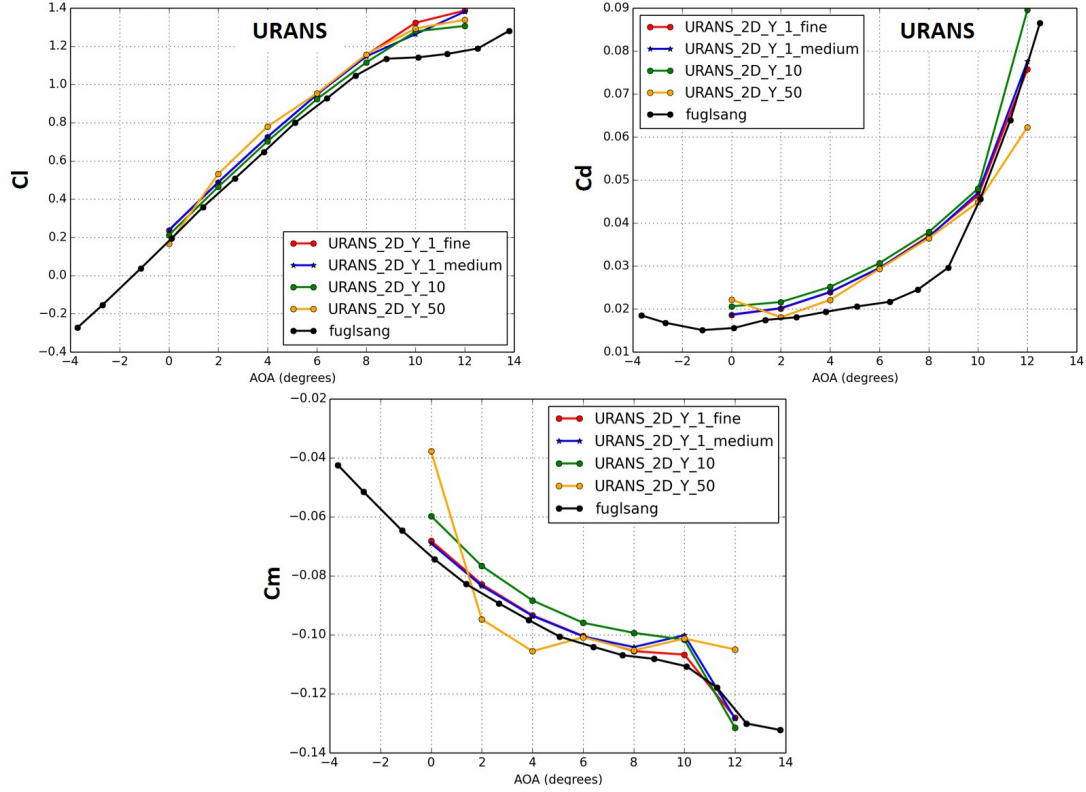 URANS
Cl
1.4
1.2
1.0
0.8
0.6
0.4
0.2
0.0
−0.2
−0.4
URANS_2D_Y_1_fine
URANS_2D_Y_1_medium
URANS_2D_Y_10
URANS_2D_Y_50
fuglsang
−4 −2 0 2 4 6 8 10 12 14
AOA (degrees)
URANS
Cd
0.09
0.08
0.07
0.06
0.05
0.04
0.03
0.02
0.01
URANS_2D_Y_1_fine
URANS_2D_Y_1_medium
URANS_2D_Y_10
URANS_2D_Y_50
fuglsang
−4 −2 0 2 4 6 8 10 12 14
AOA (degrees)
Cm
−0.02
−0.04
−0.06
−0.08
−0.10
−0.12
−0.14
URANS_2D_Y_1_fine
URANS_2D_Y_1_medium
URANS_2D_Y_10
URANS_2D_Y_50
fuglsang
−4 −2 0 2 4 6 8 10 12 14
AOA (degrees)